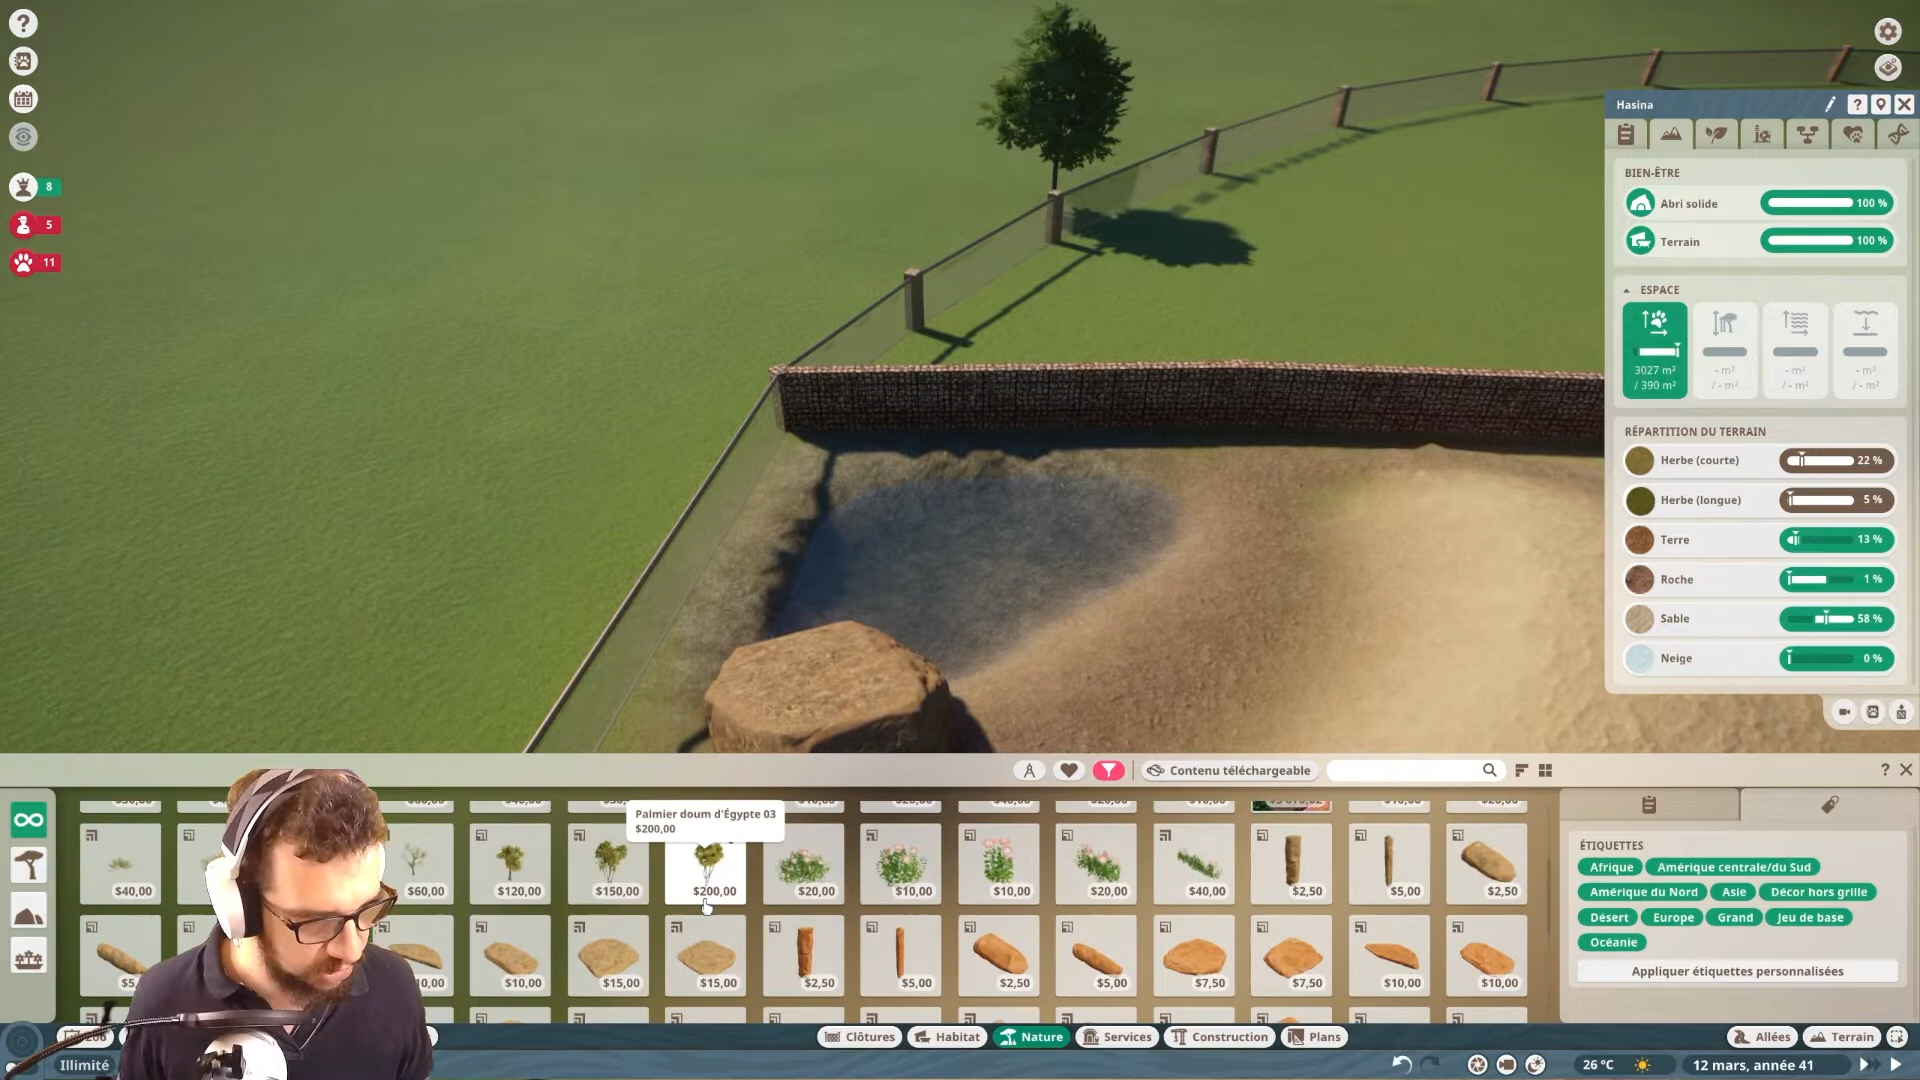 8
5
11
Hasina
BIEN-ÊTRE
Abri solide 100 %
Terrain 100 %
ESPACE
3027 m² / 390 m²
- m² / - m²
- m² / - m²
- m² / - m²
RÉPARTITION DU TERRAIN
Herbe (courte) 22 %
Herbe (longue) 5 %
Terre 13 %
Roche 1 %
Sable 58 %
Neige 0 %
Contenu téléchargeable
Palmier doum d'Égypte 03
$200,00
$40,00 $60,00 $120,00 $150,00 $200,00 $20,00 $10,00 $10,00 $20,00 $40,00 $2,50 $5,00 $2,50
$10,00 $15,00 $15,00 $2,50 $5,00 $2,50 $5,00 $7,50 $7,50 $10,00 $10,00
ÉTIQUETTES
Afrique Amérique centrale/du Sud
Amérique du Nord Asie Décor hors grille
Désert Europe Grand Jeu de base
Océanie
Appliquer étiquettes personnalisées
Clôtures Habitat Nature Services Construction Plans Allées Terrain
Illimité 26 °C 12 mars, année 41